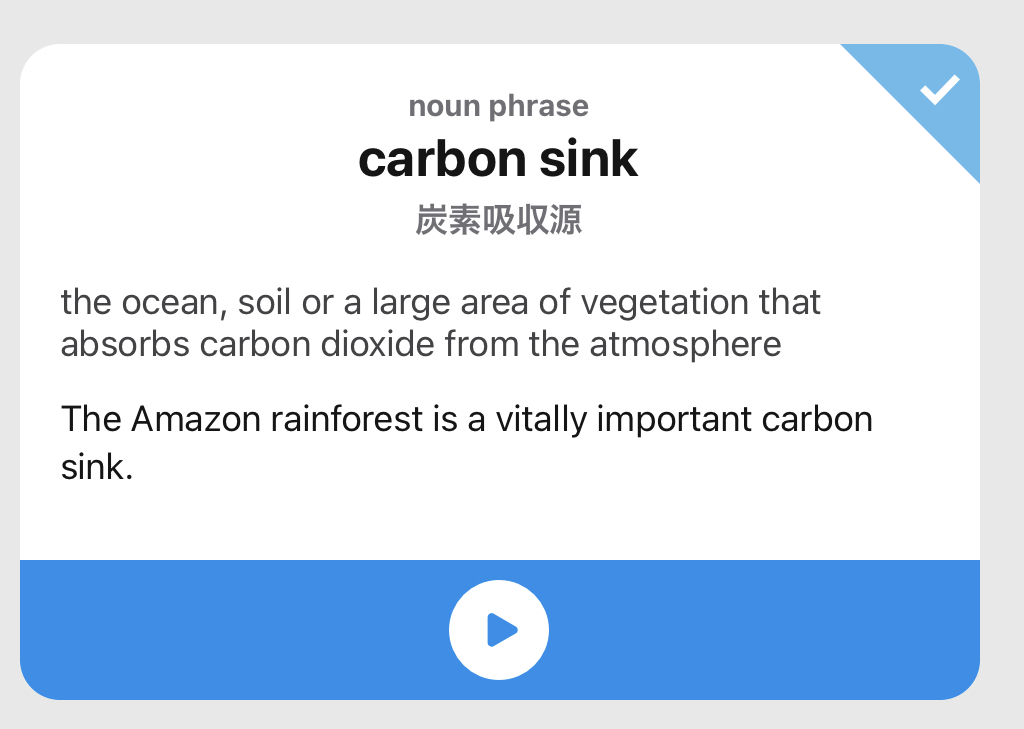 noun phrase
carbon sink
炭素吸収源
the ocean, soil or a large area of vegetation that
absorbs carbon dioxide from the atmosphere
The Amazon rainforest is a vitally important carbon
sink.